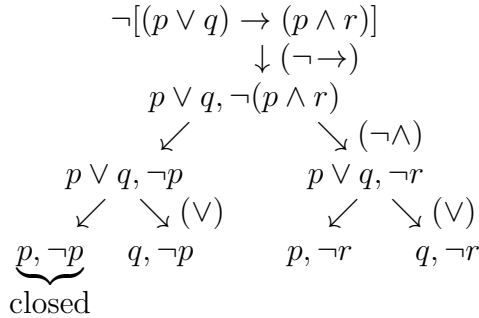 ¬[(p ∨ q) → (p ∧ r)]
↓ (¬ →)
p ∨ q, ¬(p ∧ r)
↙ ↘ (¬∧)
p ∨ q, ¬p p ∨ q, ¬r
↙ ↘ (∨) ↙ ↘ (∨)
p, ¬p q, ¬p p, ¬r q, ¬r
closed